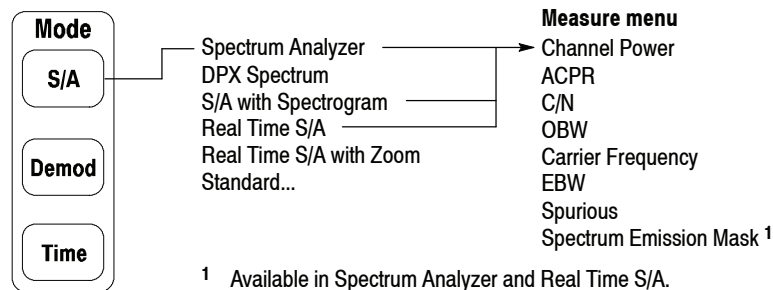 Mode
S/A
Demod
Time
Spectrum Analyzer
DPX Spectrum
S/A with Spectrogram
Real Time S/A
Real Time S/A with Zoom
Standard...
Measure menu
Channel Power
ACPR
C/N
OBW
Carrier Frequency
EBW
Spurious
Spectrum Emission Mask 1
1 Available in Spectrum Analyzer and Real Time S/A.